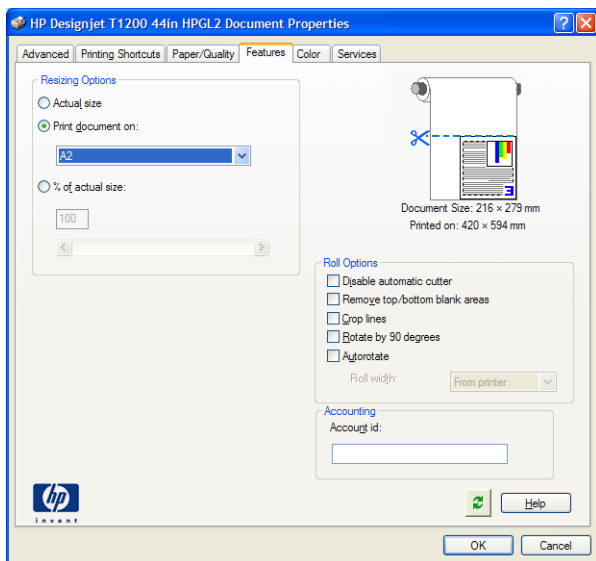 HP Designjet T1200 44in HPGL2 Document Properties
Advanced Printing Shortcuts Paper/Quality Features Color Services
Resizing Options
Actual size
Print document on:
A2
% of actual size:
100
Document Size: 216 × 279 mm
Printed on: 420 × 594 mm
Roll Options
Disable automatic cutter
Remove top/bottom blank areas
Crop lines
Rotate by 90 degrees
Autorotate
Roll width: From printer
Accounting
Account id:
hp
invent
Help
OK Cancel